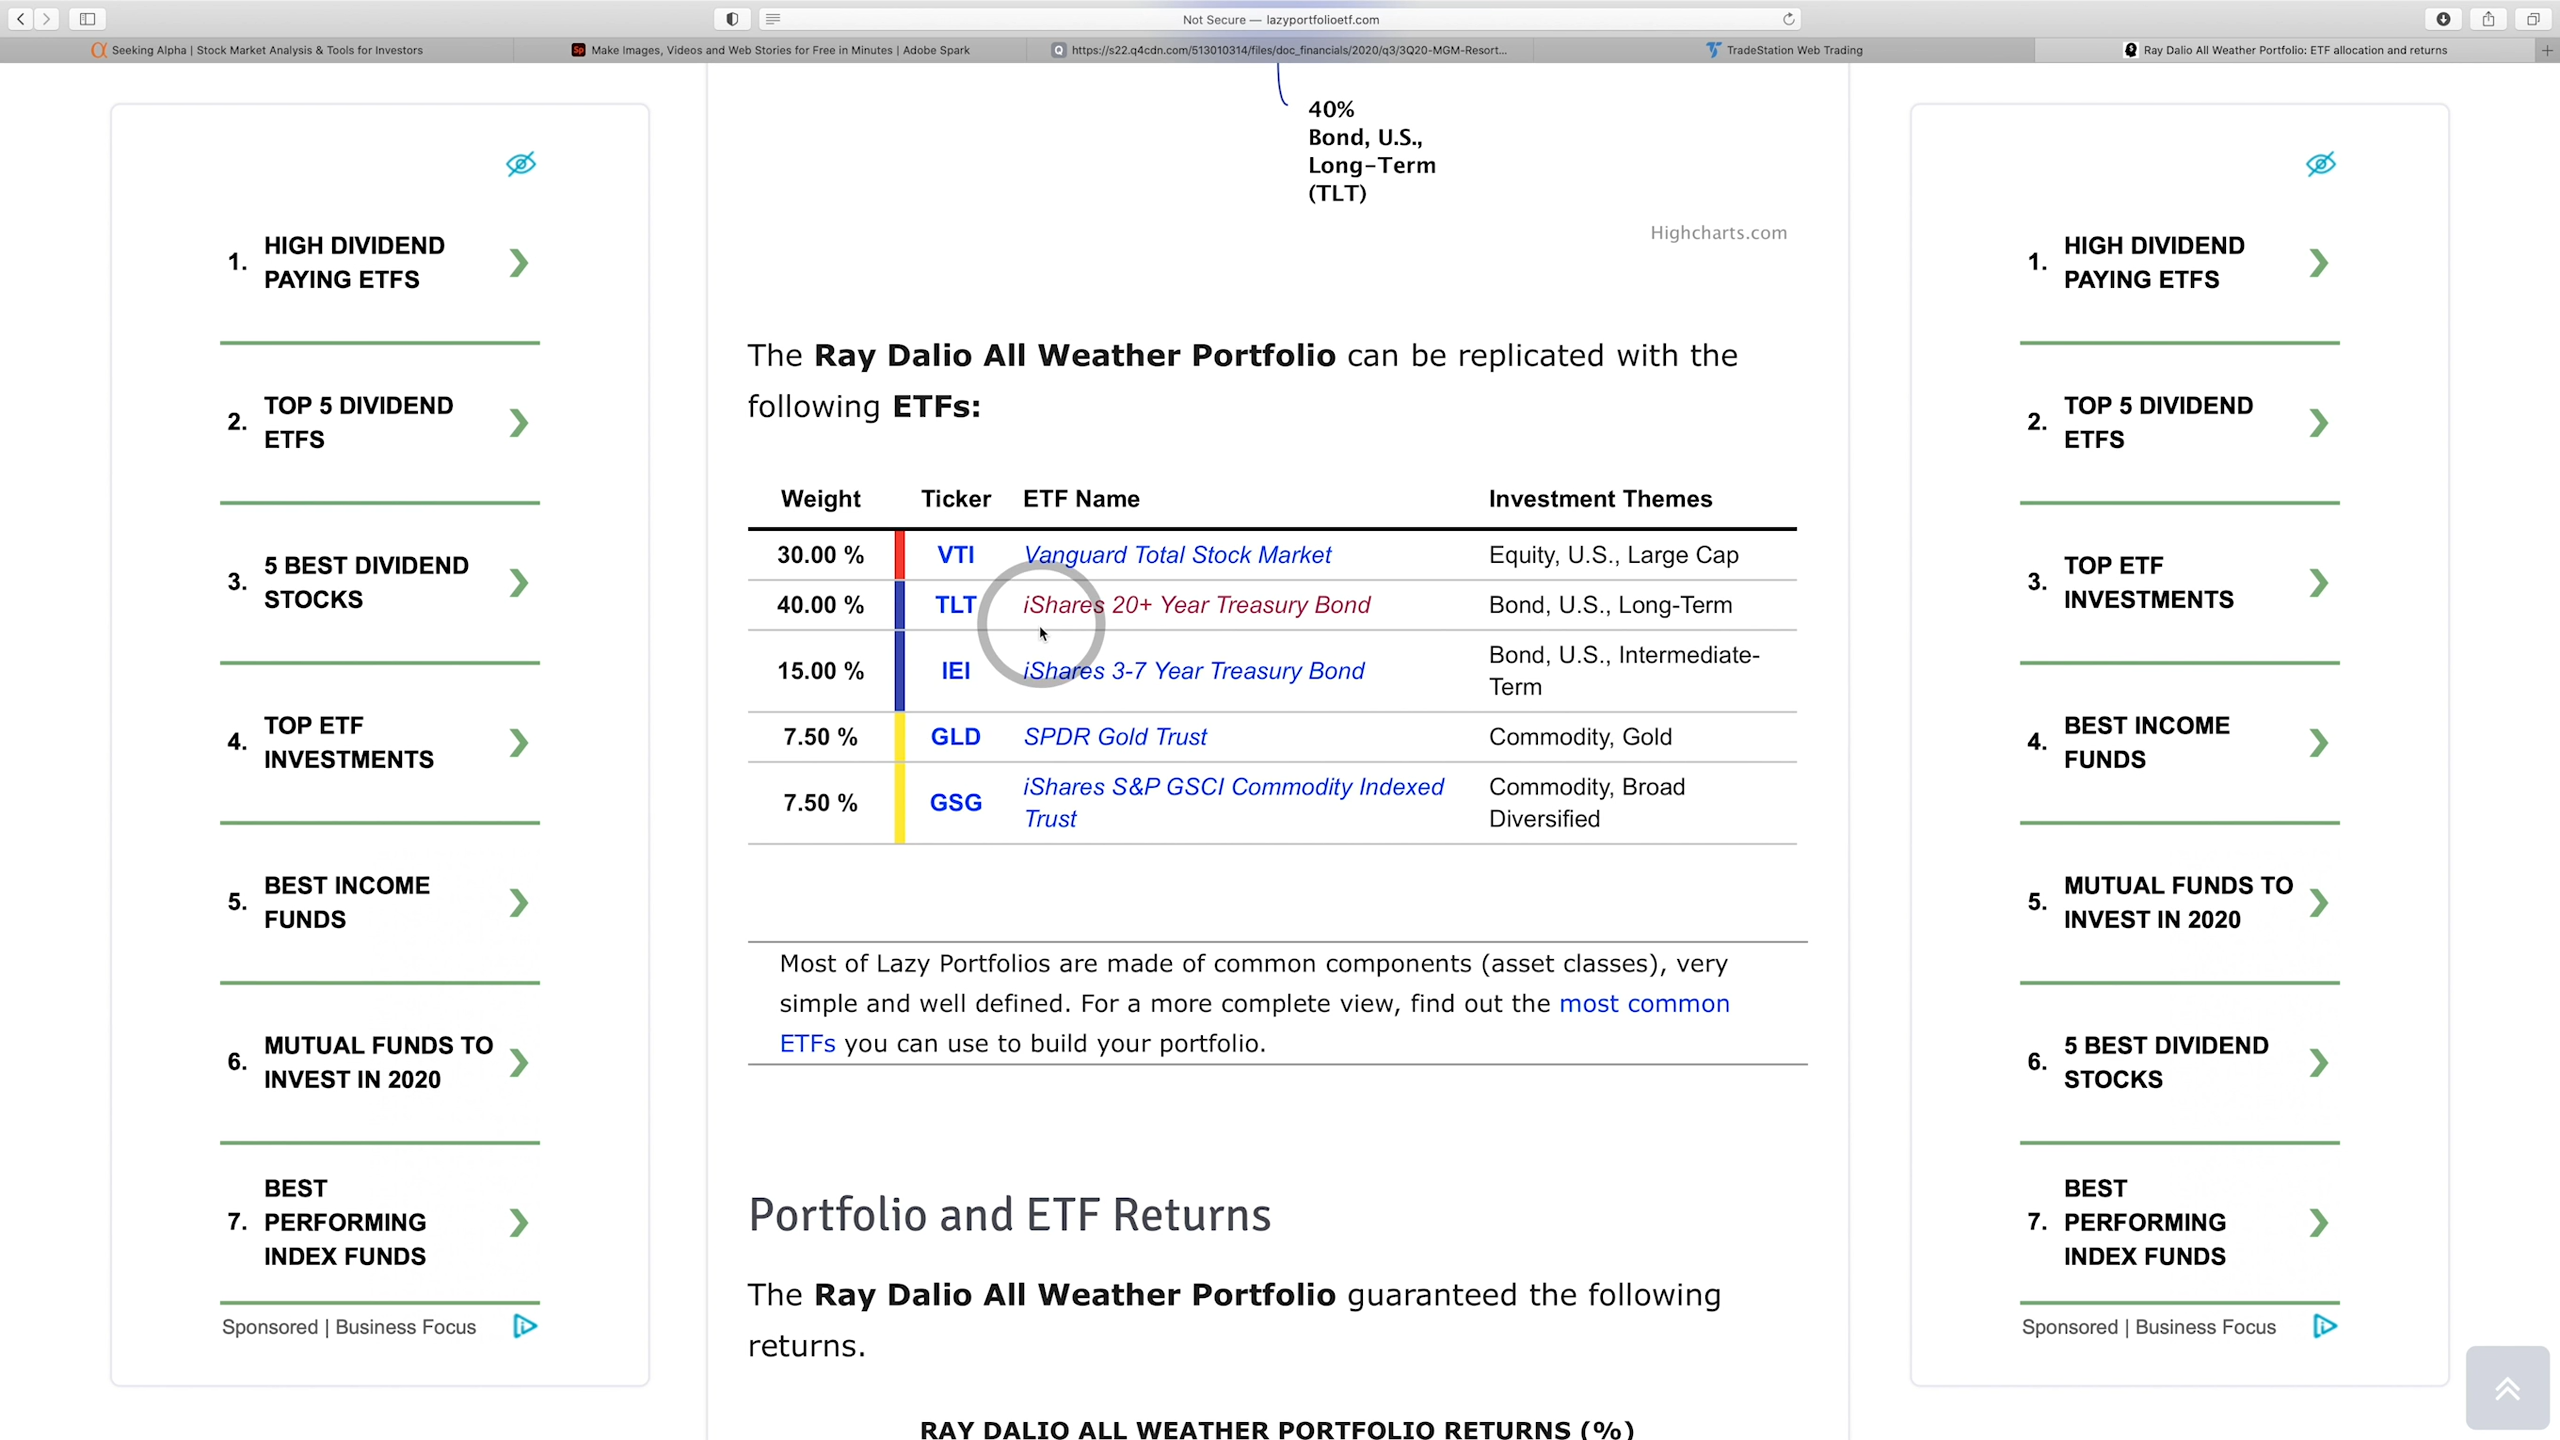 Not Secure — lazyportfolioetf.com
Seeking Alpha | Stock Market Analysis & Tools for Investors
Sp Make Images, Videos and Web Stories for Free in Minutes | Adobe Spark
Q https://s22.q4cdn.com/513010314/files/doc_financials/2020/q3/3Q20-MGM-Resort...
TradeStation Web Trading
Ray Dalio All Weather Portfolio: ETF allocation and returns
1. HIGH DIVIDEND
PAYING ETFS
2. TOP 5 DIVIDEND
ETFS
3. 5 BEST DIVIDEND
STOCKS
4. TOP ETF
INVESTMENTS
5. BEST INCOME
FUNDS
6. MUTUAL FUNDS TO
INVEST IN 2020
7. BEST
PERFORMING
INDEX FUNDS
Sponsored | Business Focus
40%
Bond, U.S.,
Long-Term
(TLT)
Highcharts.com
The Ray Dalio All Weather Portfolio can be replicated with the
following ETFs:
Weight Ticker ETF Name Investment Themes
30.00 % VTI Vanguard Total Stock Market Equity, U.S., Large Cap
40.00 % TLT iShares 20+ Year Treasury Bond Bond, U.S., Long-Term
15.00 % IEI iShares 3-7 Year Treasury Bond Bond, U.S., Intermediate-
Term
7.50 % GLD SPDR Gold Trust Commodity, Gold
7.50 % GSG iShares S&P GSCI Commodity Indexed Commodity, Broad
Trust Diversified
Most of Lazy Portfolios are made of common components (asset classes), very
simple and well defined. For a more complete view, find out the most common
ETFs you can use to build your portfolio.
Portfolio and ETF Returns
The Ray Dalio All Weather Portfolio guaranteed the following
returns.
RAY DALIO ALL WEATHER PORTFOLIO RETURNS (%)
1. HIGH DIVIDEND
PAYING ETFS
2. TOP 5 DIVIDEND
ETFS
3. TOP ETF
INVESTMENTS
4. BEST INCOME
FUNDS
5. MUTUAL FUNDS TO
INVEST IN 2020
6. 5 BEST DIVIDEND
STOCKS
7. BEST
PERFORMING
INDEX FUNDS
Sponsored | Business Focus